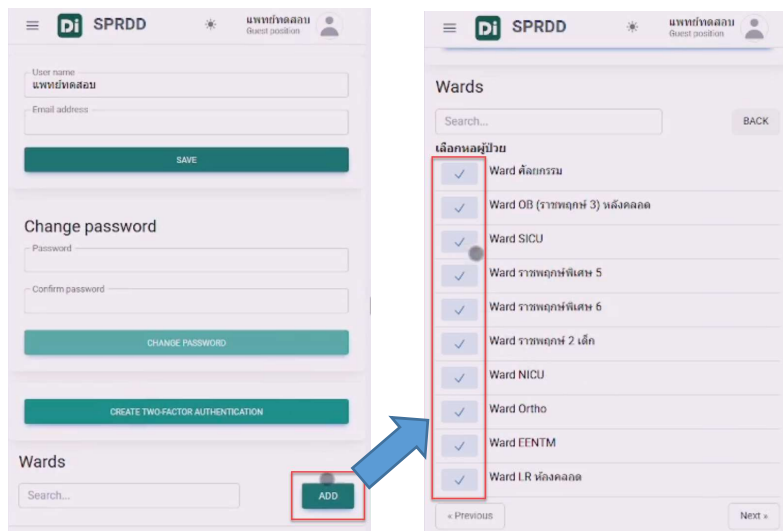 Di SPRDD
แพทย์ทดสอบ
Guest position
User name
แพทย์ทดสอบ
Email address
SAVE
Change password
Password
Confirm password
CHANGE PASSWORD
CREATE TWO-FACTOR AUTHENTICATION
Wards
Search...
ADD
Di SPRDD
แพทย์ทดสอบ
Guest position
Wards
Search...
BACK
เลือกหอผู้ป่วย
Ward ศัลยกรรม
Ward OB (ราชพฤกษ์ 3) หลังคลอด
Ward SICU
Ward ราชพฤกษ์พิเศษ 5
Ward ราชพฤกษ์พิเศษ 6
Ward ราชพฤกษ์ 2 เด็ก
Ward NICU
Ward Ortho
Ward EENTM
Ward LR ห้องคลอด
« Previous
Next »